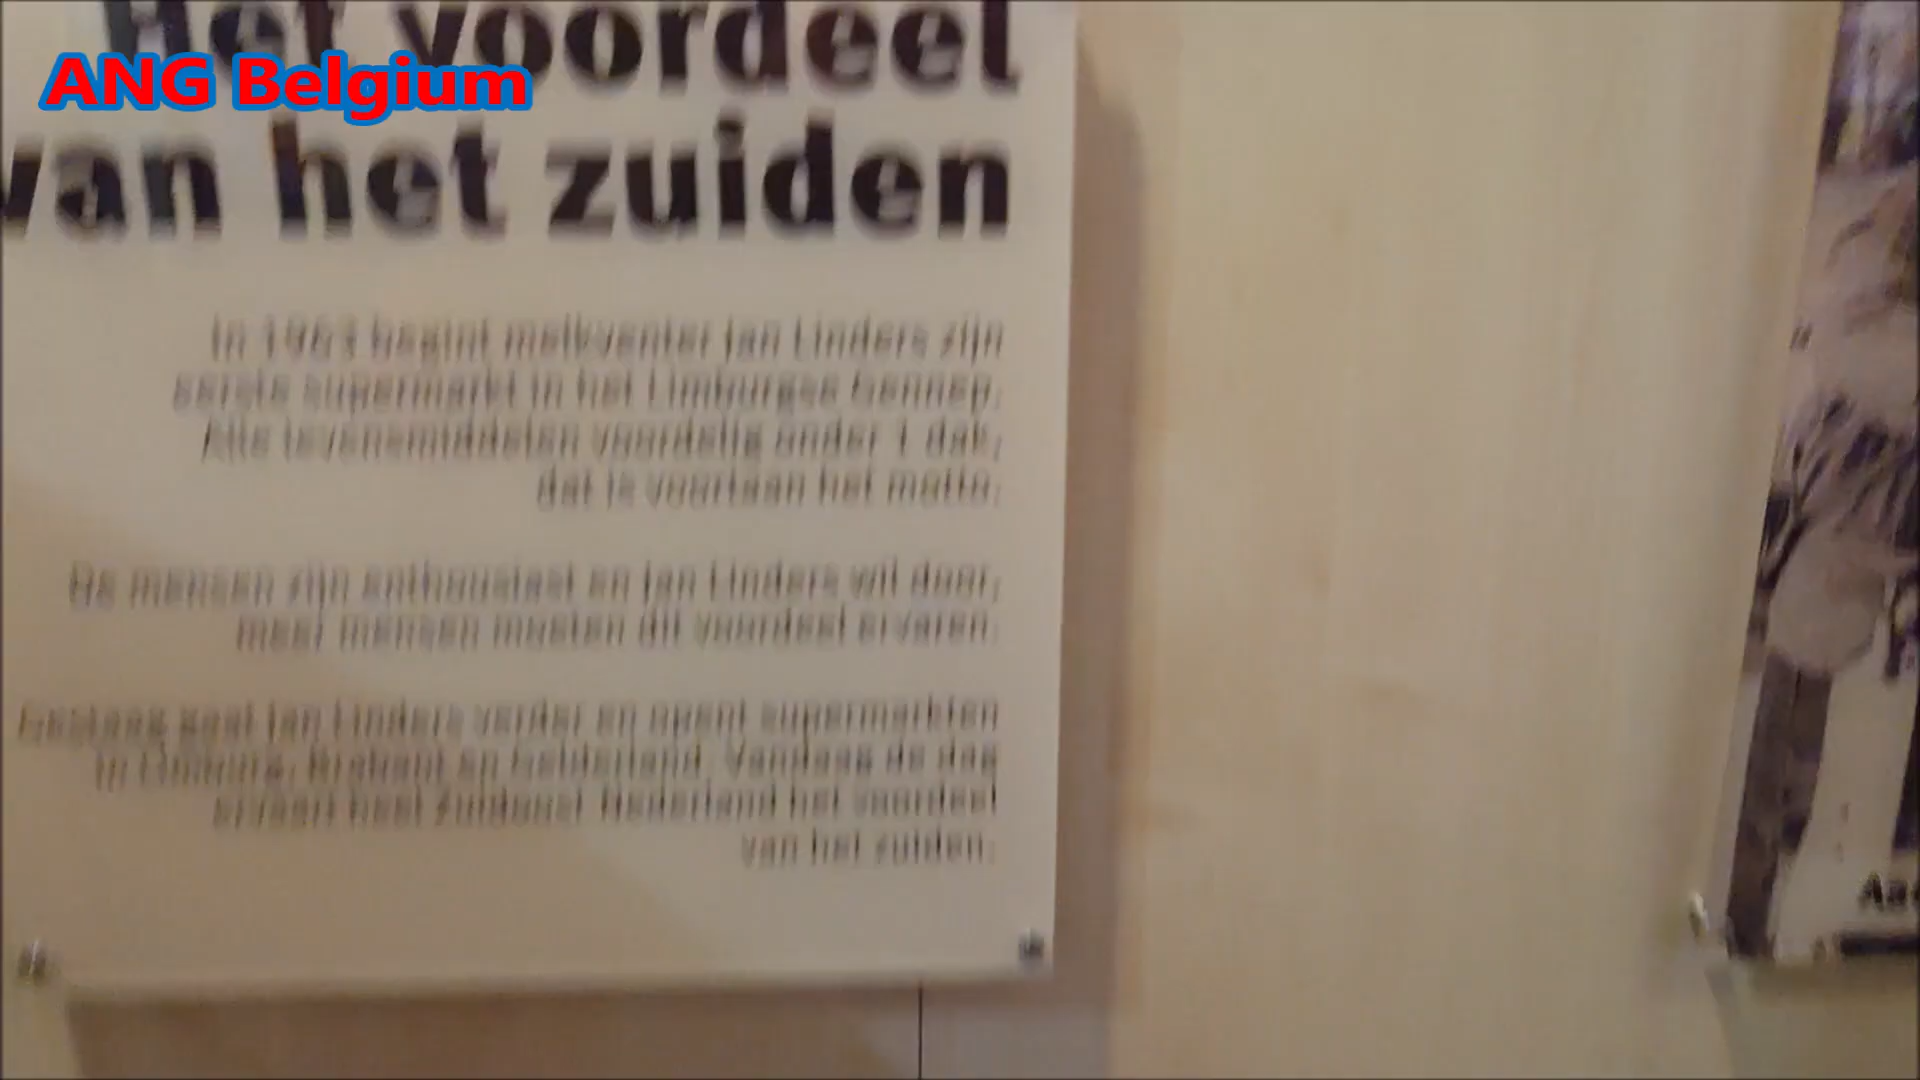 Het voordeel
ANG Belgium
van het zuiden
In 1963 begint melkventer Jan Linders zijn
eerste supermarkt in het Limburgse Gennep.
Alle levensmiddelen voordelig onder 1 dak,
dat is voortaan het motto.
De mensen zijn enthousiast en Jan Linders wil door,
meer mensen moeten dit voordeel ervaren.
Gestaag gaat Jan Linders verder en opent supermarkten
in Limburg, Brabant en Gelderland. Vandaag de dag
ervaart heel zuidoost Nederland het voordeel
van het zuiden.